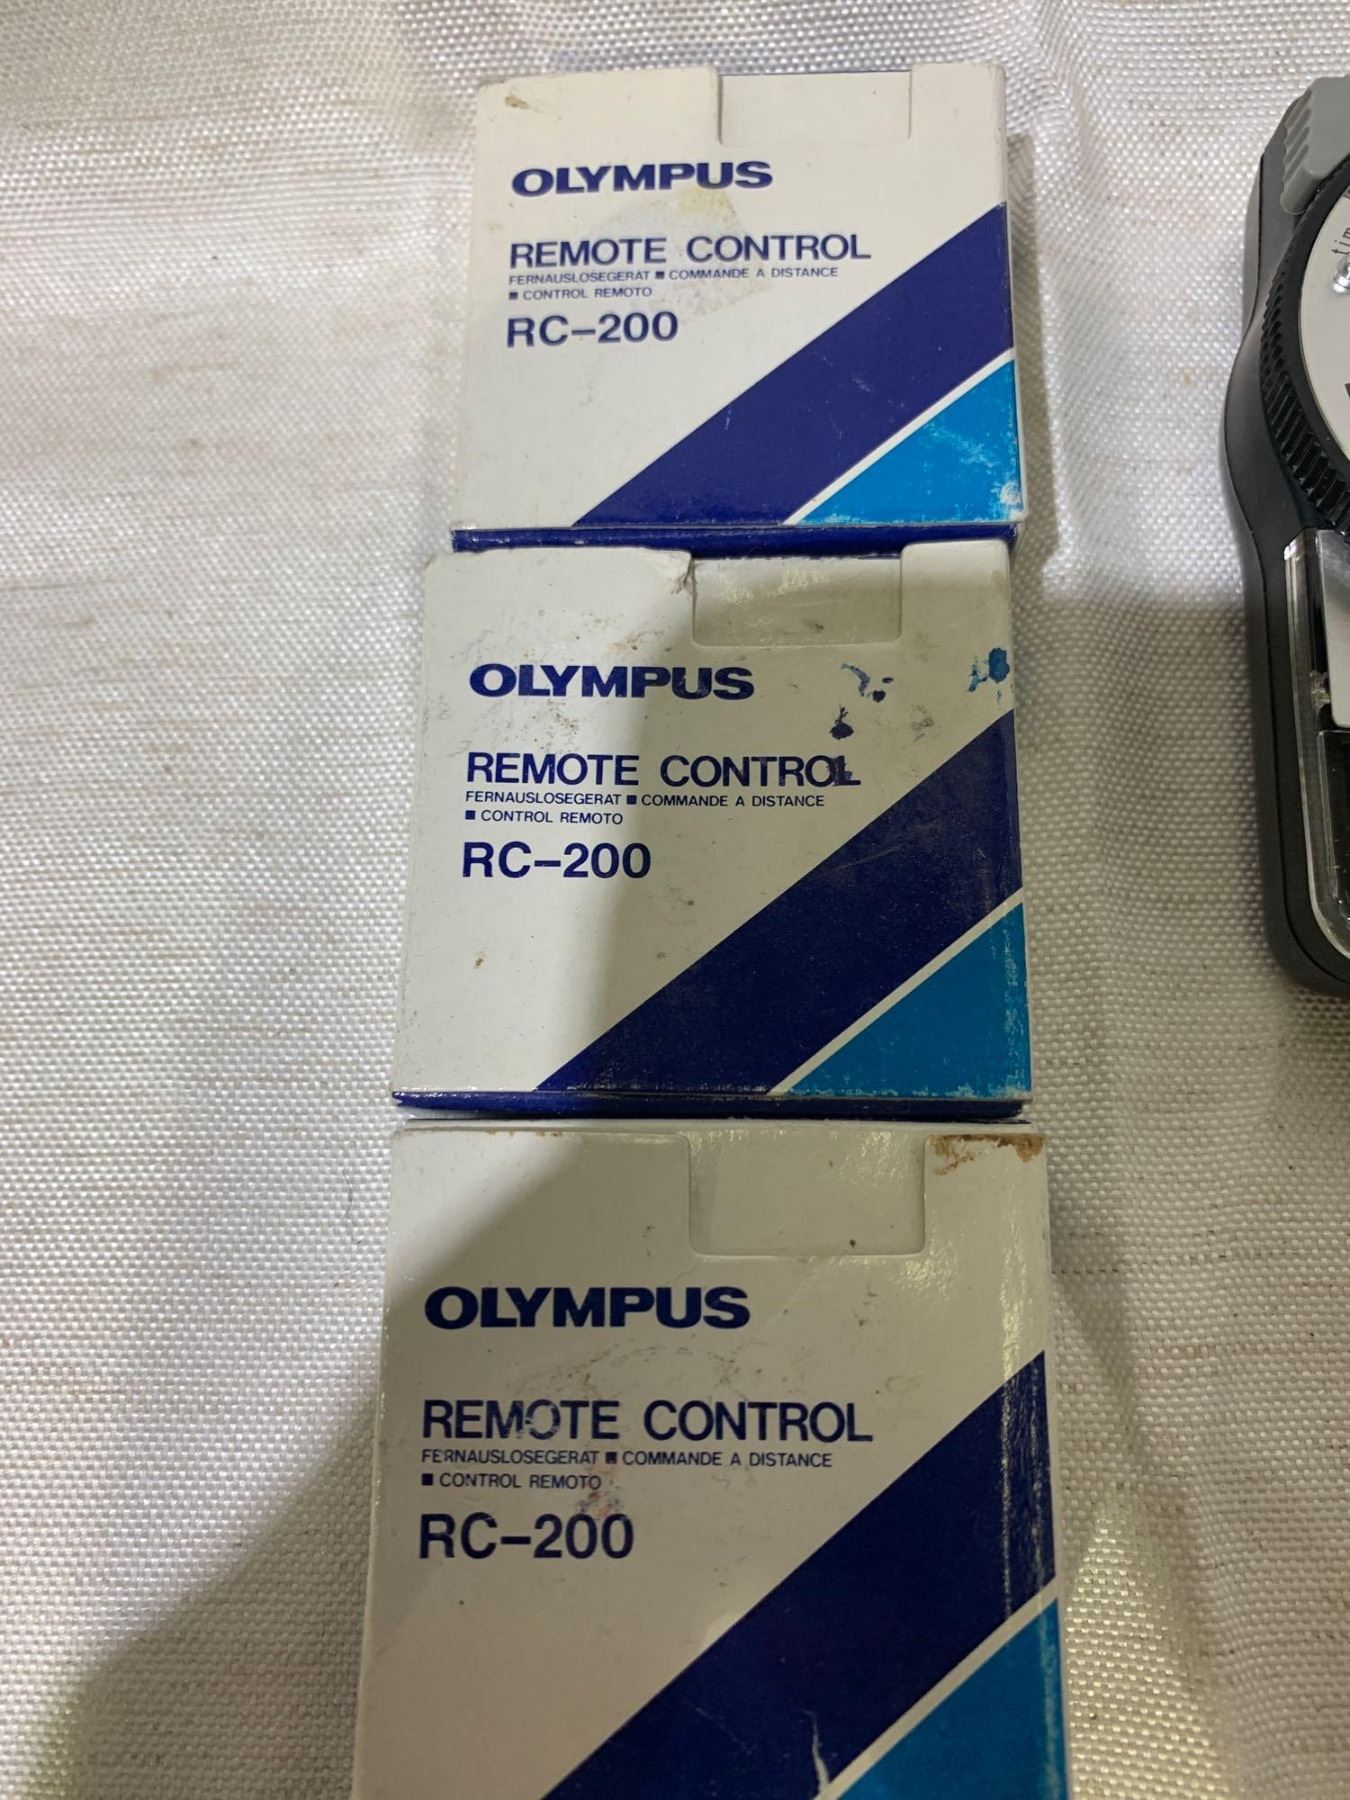 OLYMPUS
REMOTE CONTROL
FERNAUSLOSEGERAT ■ COMMANDE A DISTANCE
■ CONTROL REMOTO
RC-200
OLYMPUS
REMOTE CONTROL
FERNAUSLOSEGERAT ■ COMMANDE A DISTANCE
■ CONTROL REMOTO
RC-200
OLYMPUS
REMOTE CONTROL
FERNAUSLOSEGERAT ■ COMMANDE A DISTANCE
■ CONTROL REMOTO
RC-200